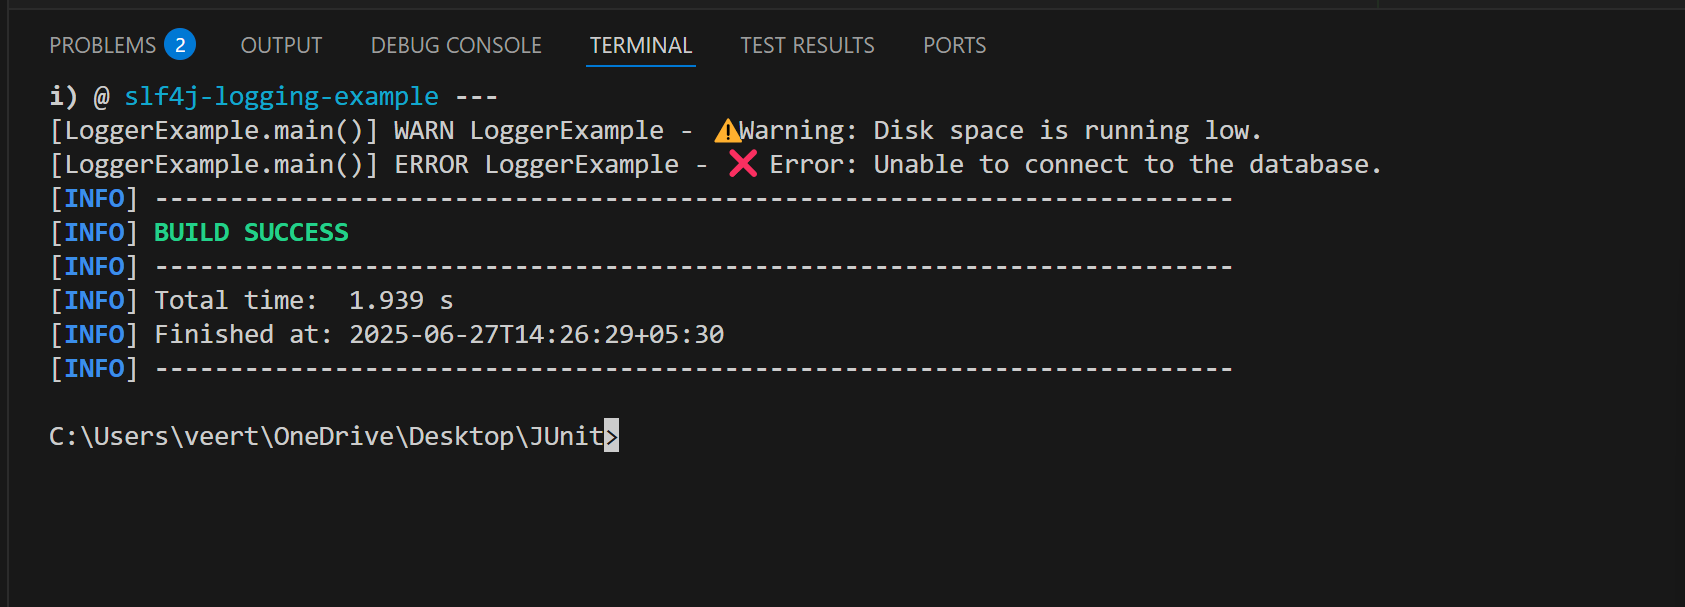 PROBLEMS 2 OUTPUT DEBUG CONSOLE TERMINAL TEST RESULTS PORTS
i) @ slf4j-logging-example ---
[LoggerExample.main()] WARN LoggerExample - ⚠️Warning: Disk space is running low.
[LoggerExample.main()] ERROR LoggerExample - ❌ Error: Unable to connect to the database.
[INFO] ------------------------------------------------------------------------
[INFO] BUILD SUCCESS
[INFO] ------------------------------------------------------------------------
[INFO] Total time:  1.939 s
[INFO] Finished at: 2025-06-27T14:26:29+05:30
[INFO] ------------------------------------------------------------------------
C:\Users\veert\OneDrive\Desktop\JUnit>